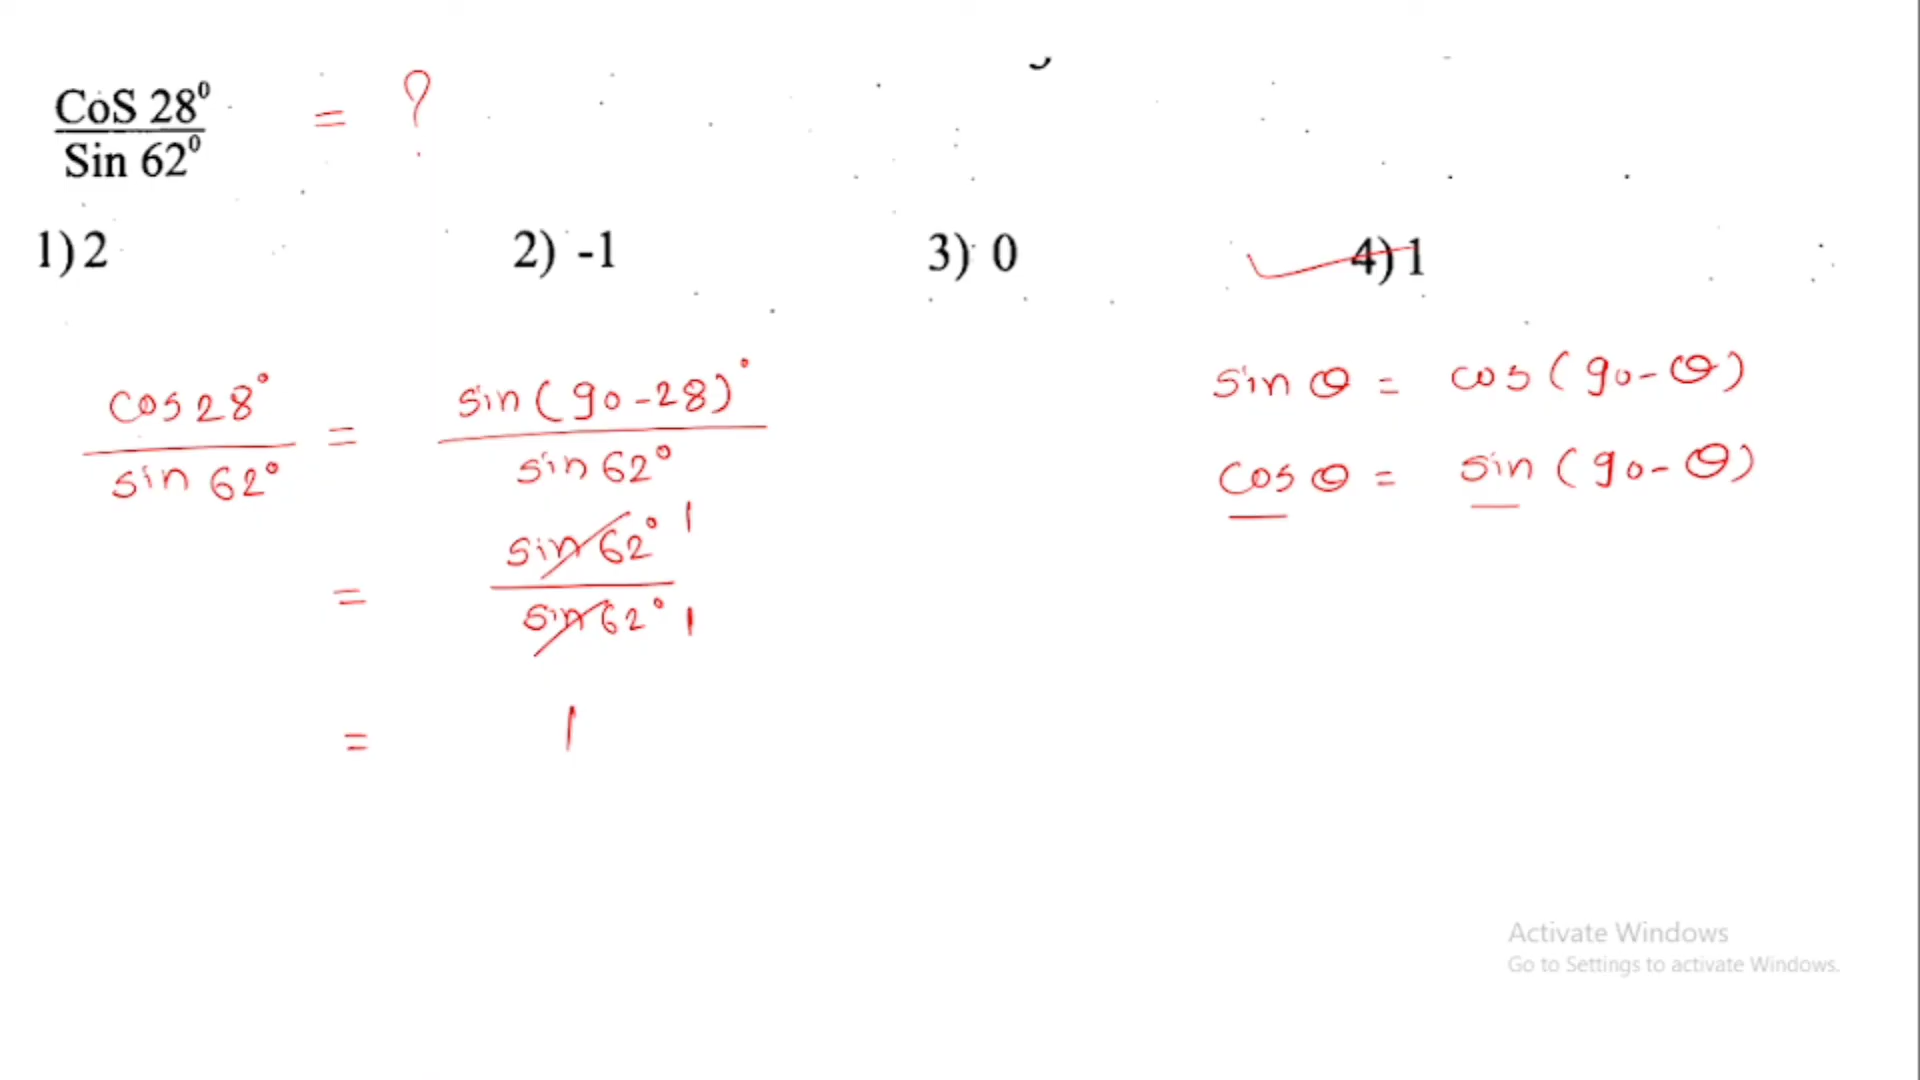 CoS 28⁰ = ?
Sin 62⁰
1) 2 2) -1 3) 0 4) 1
cos 28° = sin (90-28)°
sin 62° sin 62°
sin θ = cos (90-θ)
cos θ = sin (90-θ)
= sin 62° 1
sin 62° 1
= 1
Activate Windows
Go to Settings to activate Windows.